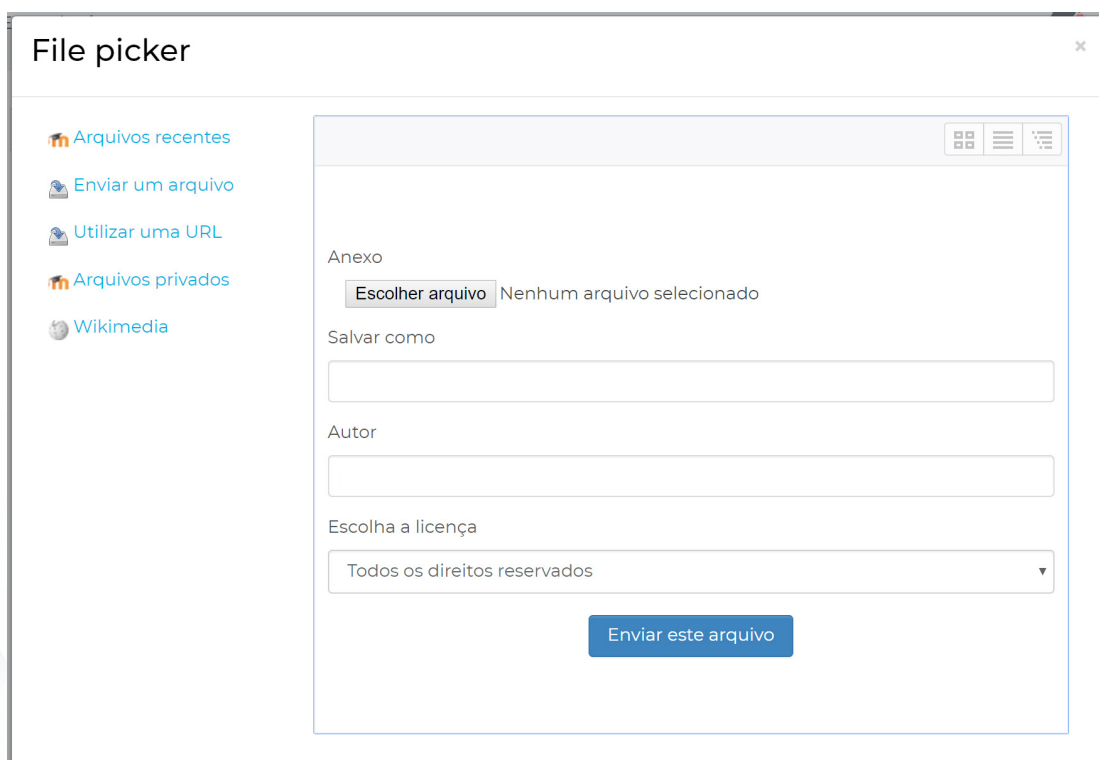 File picker
×
Arquivos recentes
Enviar um arquivo
Utilizar uma URL
Arquivos privados
Wikimedia
Anexo
Escolher arquivo Nenhum arquivo selecionado
Salvar como
Autor
Escolha a licença
Todos os direitos reservados
Enviar este arquivo